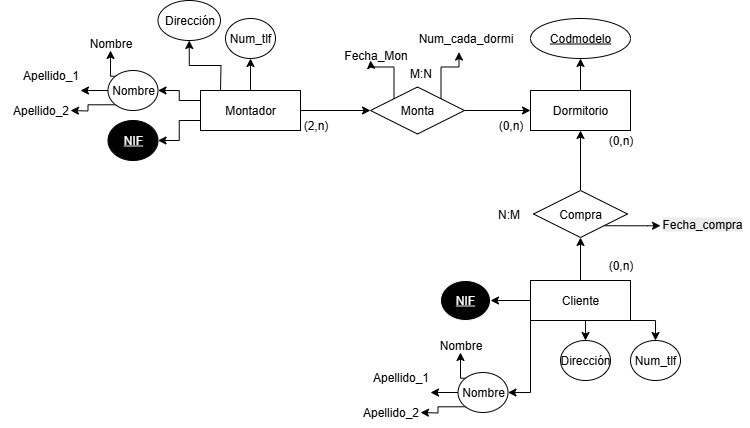 Dirección
Num_tlf
Nombre
Apellido_1
Apellido_2
Nombre
NIF
Montador
(2,n)
Fecha_Mon
Num_cada_dormi
M:N
Monta
(0,n)
Codmodelo
Dormitorio
(0,n)
N:M
Compra
Fecha_compra
(0,n)
NIF
Cliente
Dirección
Num_tlf
Nombre
Apellido_1
Apellido_2
Nombre